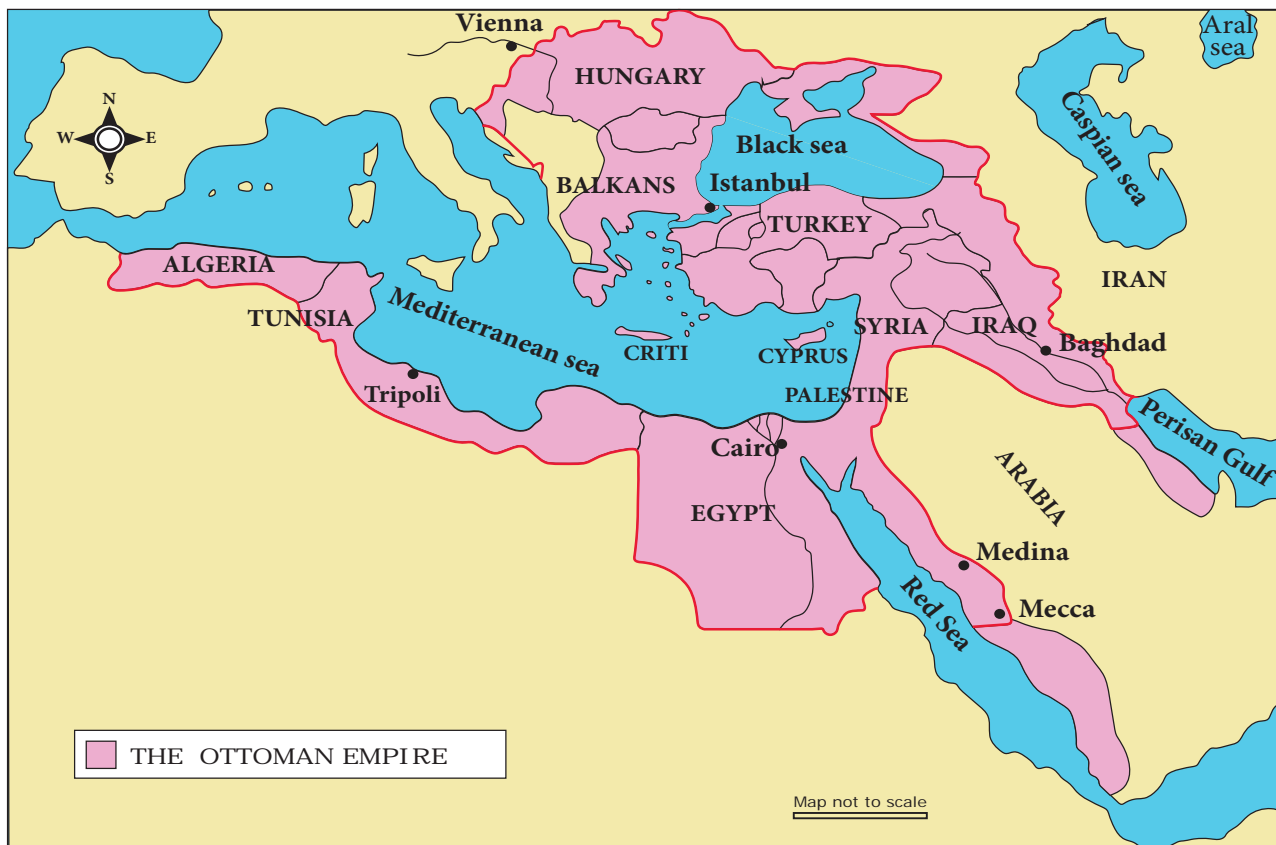 Vienna
Aral
sea
HUNGARY
N
W
E
S
Caspian sea
Black sea
BALKANS
Istanbul
TURKEY
ALGERIA
IRAN
Mediterranean sea
TUNISIA
SYRIA
IRAQ
Baghdad
CRITI
CYPRUS
Tripoli
PALESTINE
Perisan Gulf
Cairo
ARABIA
EGYPT
Medina
Red Sea
Mecca
THE OTTOMAN EMPIRE
Map not to scale